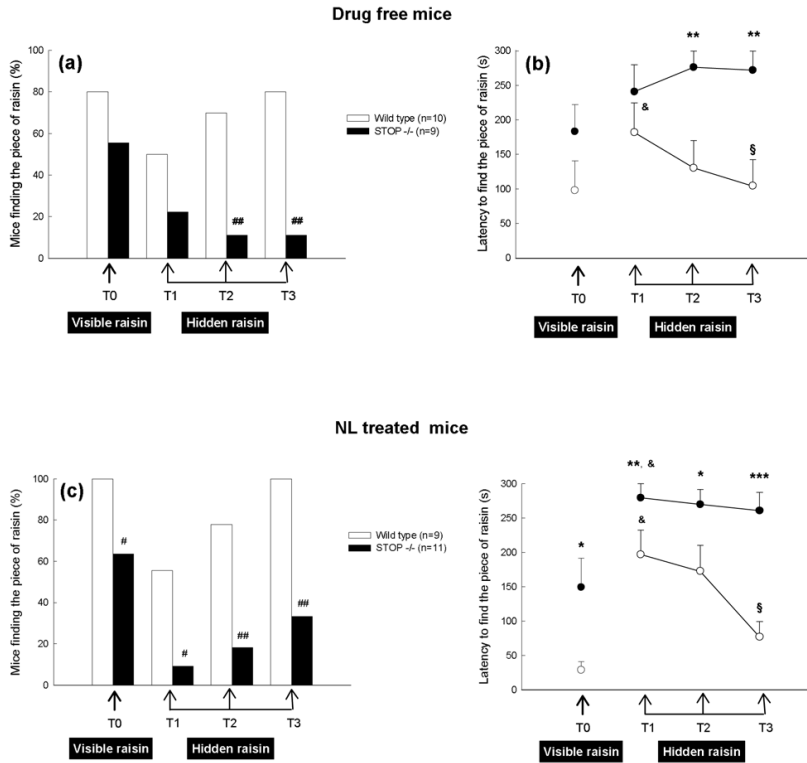 Drug free mice
(a)
Mice finding the piece of raisin (%)
100
80
60
40
20
0
## ##
T0 T1 T2 T3
Visible raisin Hidden raisin
Wild type (n=10)
STOP -/- (n=9)
(b)
Latency to find the piece of raisin (s)
300
250
200
150
100
50
0
** **
&
§
T0 T1 T2 T3
Visible raisin Hidden raisin
NL treated mice
(c)
Mice finding the piece of raisin (%)
100
80
60
40
20
0
#
# ## ##
T0 T1 T2 T3
Visible raisin Hidden raisin
Wild type (n=9)
STOP -/- (n=11)
Latency to find the piece of raisin (s)
300
250
200
150
100
50
0
**, & * ***
&
*
§
T0 T1 T2 T3
Visible raisin Hidden raisin